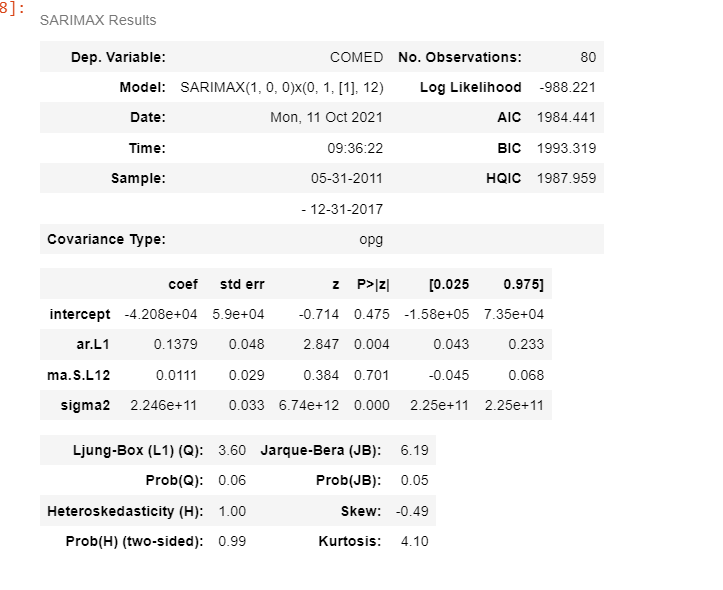 8]:
SARIMAX Results
Dep. Variable: COMED No. Observations: 80
Model: SARIMAX(1, 0, 0)x(0, 1, [1], 12) Log Likelihood -988.221
Date: Mon, 11 Oct 2021 AIC 1984.441
Time: 09:36:22 BIC 1993.319
Sample: 05-31-2011 HQIC 1987.959
- 12-31-2017
Covariance Type: opg
coef std err z P>|z| [0.025 0.975]
intercept -4.208e+04 5.9e+04 -0.714 0.475 -1.58e+05 7.35e+04
ar.L1 0.1379 0.048 2.847 0.004 0.043 0.233
ma.S.L12 0.0111 0.029 0.384 0.701 -0.045 0.068
sigma2 2.246e+11 0.033 6.74e+12 0.000 2.25e+11 2.25e+11
Ljung-Box (L1) (Q): 3.60 Jarque-Bera (JB): 6.19
Prob(Q): 0.06 Prob(JB): 0.05
Heteroskedasticity (H): 1.00 Skew: -0.49
Prob(H) (two-sided): 0.99 Kurtosis: 4.10